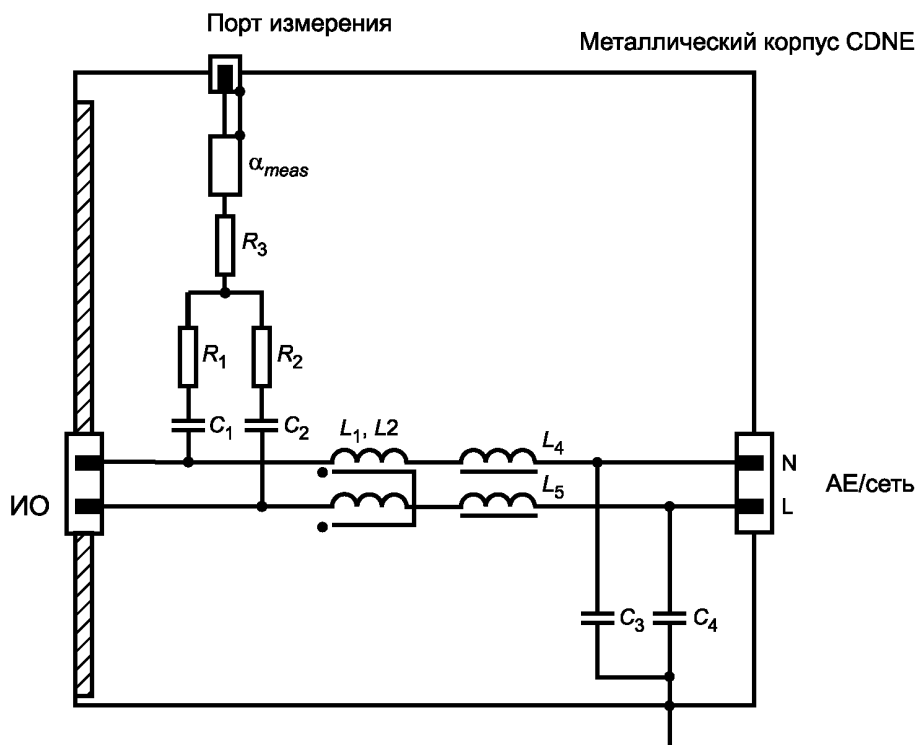 Порт измерения
Металлический корпус CDNE
αmeas
R3
R1
R2
C1
C2
L1, L2
L4
N
L5
L
АЕ/сеть
ИО
C3
C4